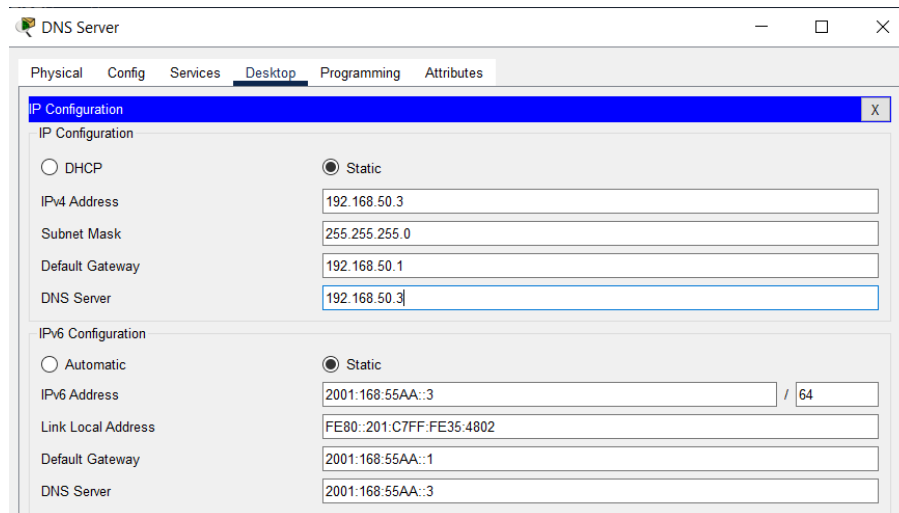 DNS Server
Physical Config Services Desktop Programming Attributes
IP Configuration X
IP Configuration
DHCP Static
IPv4 Address 192.168.50.3
Subnet Mask 255.255.255.0
Default Gateway 192.168.50.1
DNS Server 192.168.50.3
IPv6 Configuration
Automatic Static
IPv6 Address 2001:168:55AA::3 / 64
Link Local Address FE80::201:C7FF:FE35:4802
Default Gateway 2001:168:55AA::1
DNS Server 2001:168:55AA::3